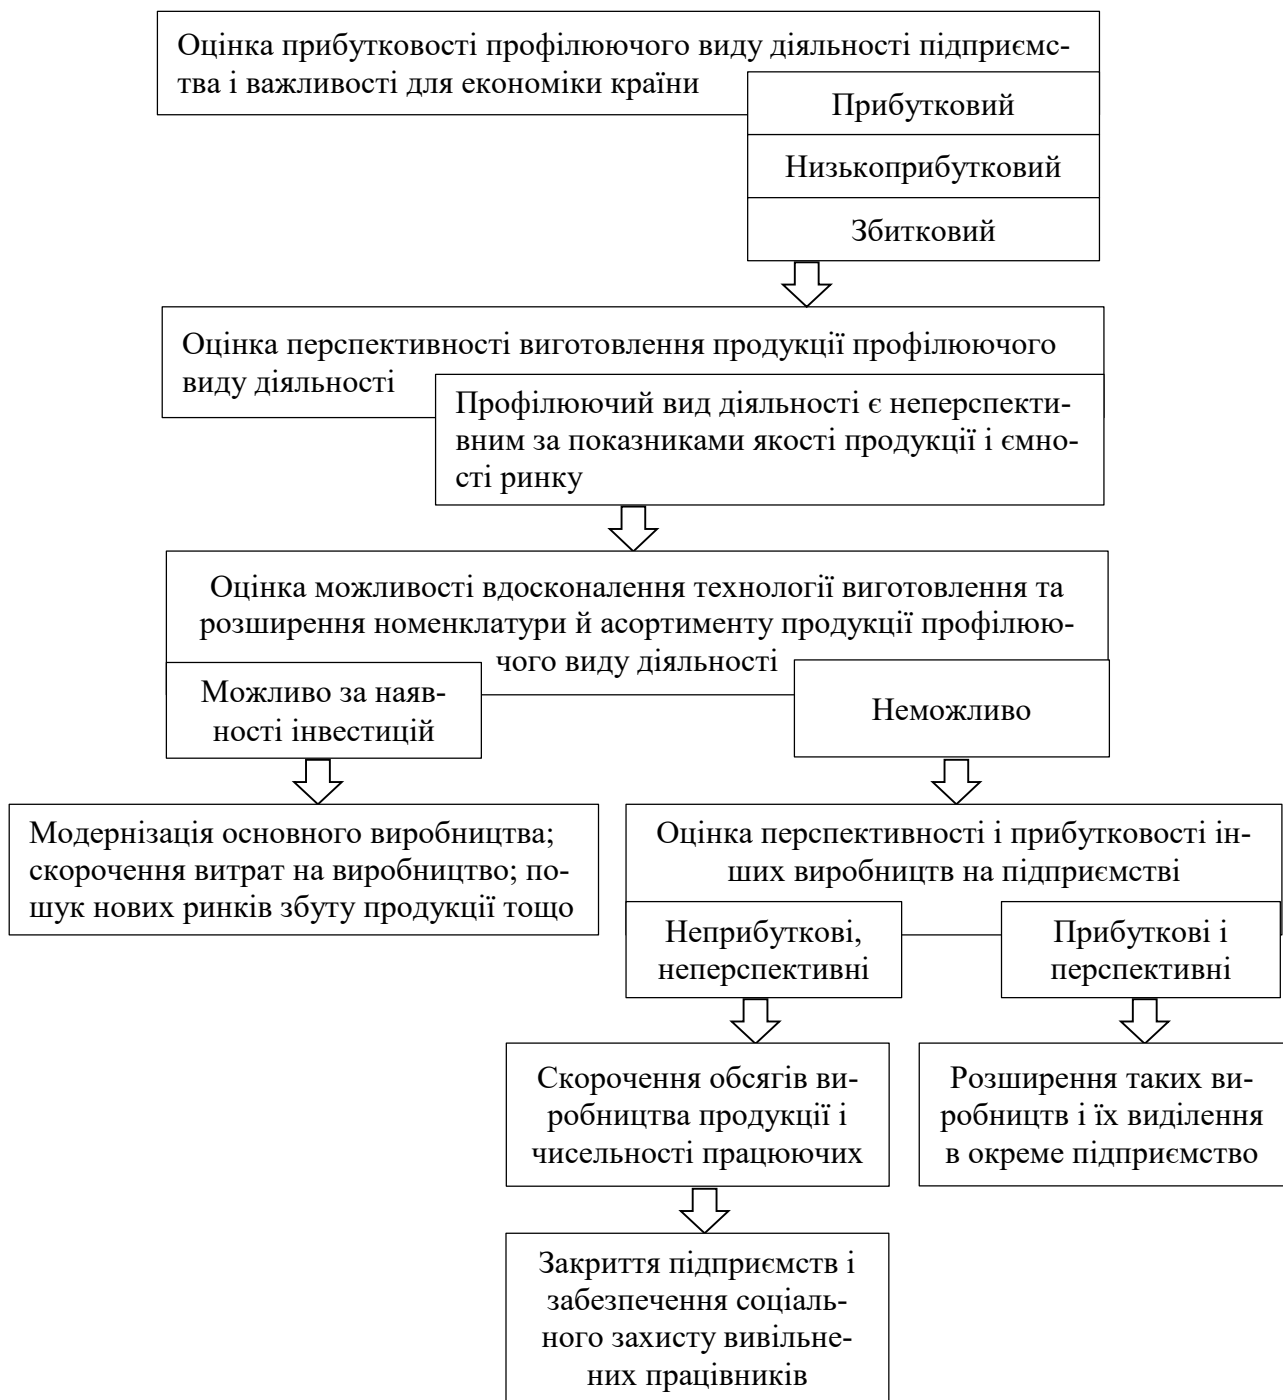 Оцінка прибутковості профілюючого виду діяльності підприємс-
тва і важливості для економіки країни
Прибутковий
Низькоприбутковий
Збитковий
Оцінка перспективності виготовлення продукції профілюючого
виду діяльності
Профілюючий вид діяльності є неперспекти-
вним за показниками якості продукції і ємно-
сті ринку
Оцінка можливості вдосконалення технології виготовлення та
розширення номенклатури й асортименту продукції профілюю-
чого виду діяльності
Можливо за наяв-
ності інвестицій
Неможливо
Модернізація основного виробництва;
скорочення витрат на виробництво; по-
шук нових ринків збуту продукції тощо
Оцінка перспективності і прибутковості ін-
ших виробництв на підприємстві
Неприбуткові,
неперспективні
Прибуткові і
перспективні
Скорочення обсягів ви-
робництва продукції і
чисельності працюючих
Розширення таких ви-
робництв і їх виділення
в окреме підприємство
Закриття підприємств і
забезпечення соціаль-
ного захисту вивільне-
них працівників